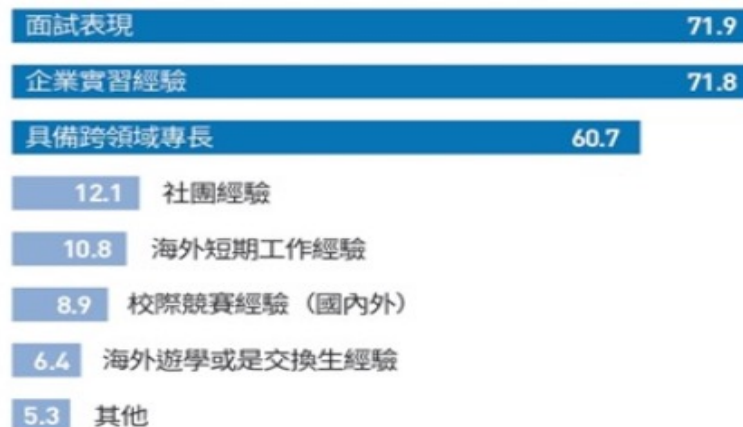 面試表現 71.9
企業實習經驗 71.8
具備跨領域專長 60.7
12.1 社團經驗
10.8 海外短期工作經驗
8.9 校際競賽經驗（國內外）
6.4 海外遊學或是交換生經驗
5.3 其他